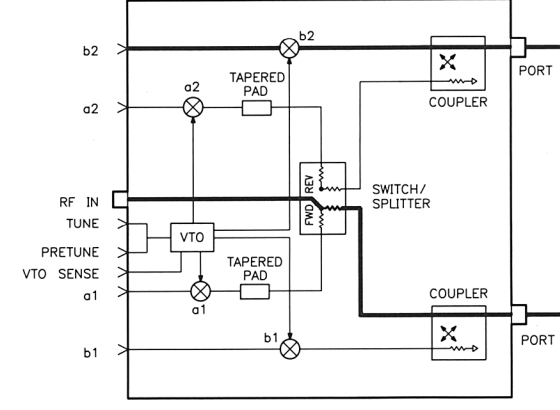 b2
b2
PORT
TAPERED
PAD
a2
a2
COUPLER
REV
SWITCH/
SPLITTER
RF IN
FWD
TUNE
VTO
PRETUNE
VTO SENSE
TAPERED
PAD
a1
a1
COUPLER
b1
PORT
b1